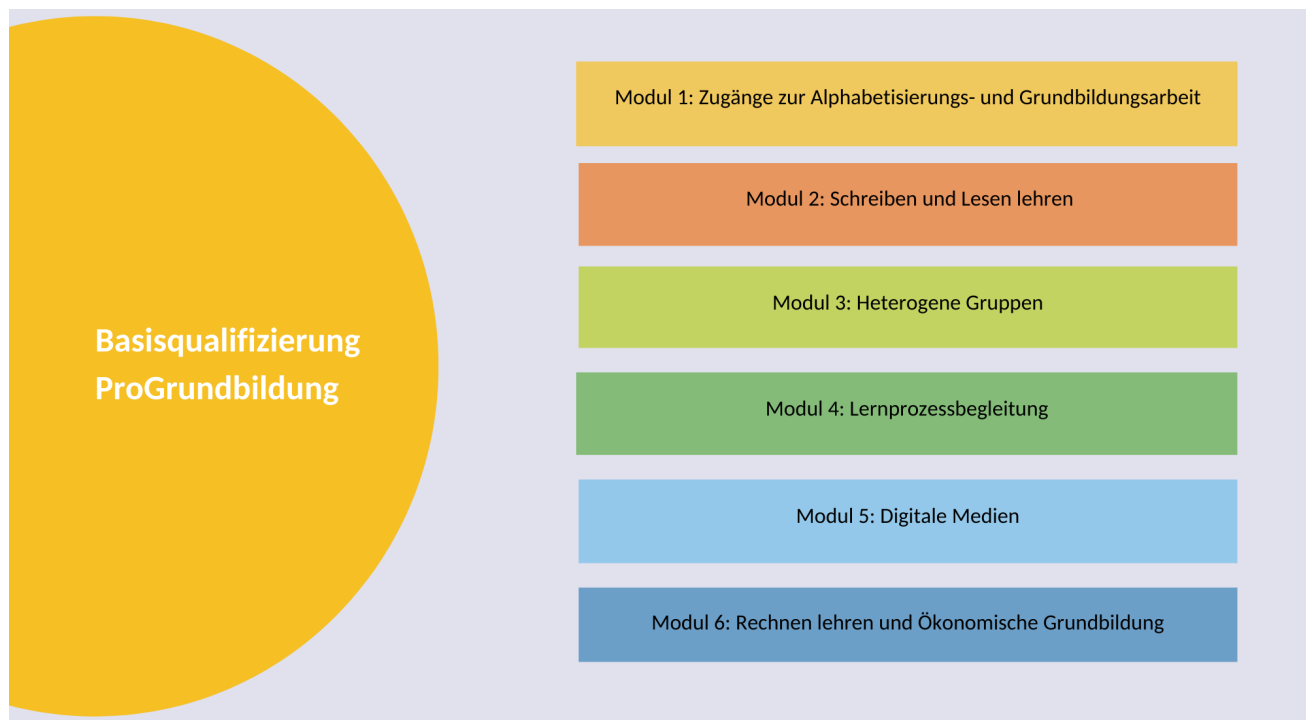 Basisqualifizierung
ProGrundbildung
Modul 1: Zugänge zur Alphabetisierungs- und Grundbildungsarbeit
Modul 2: Schreiben und Lesen lehren
Modul 3: Heterogene Gruppen
Modul 4: Lernprozessbegleitung
Modul 5: Digitale Medien
Modul 6: Rechnen lehren und Ökonomische Grundbildung